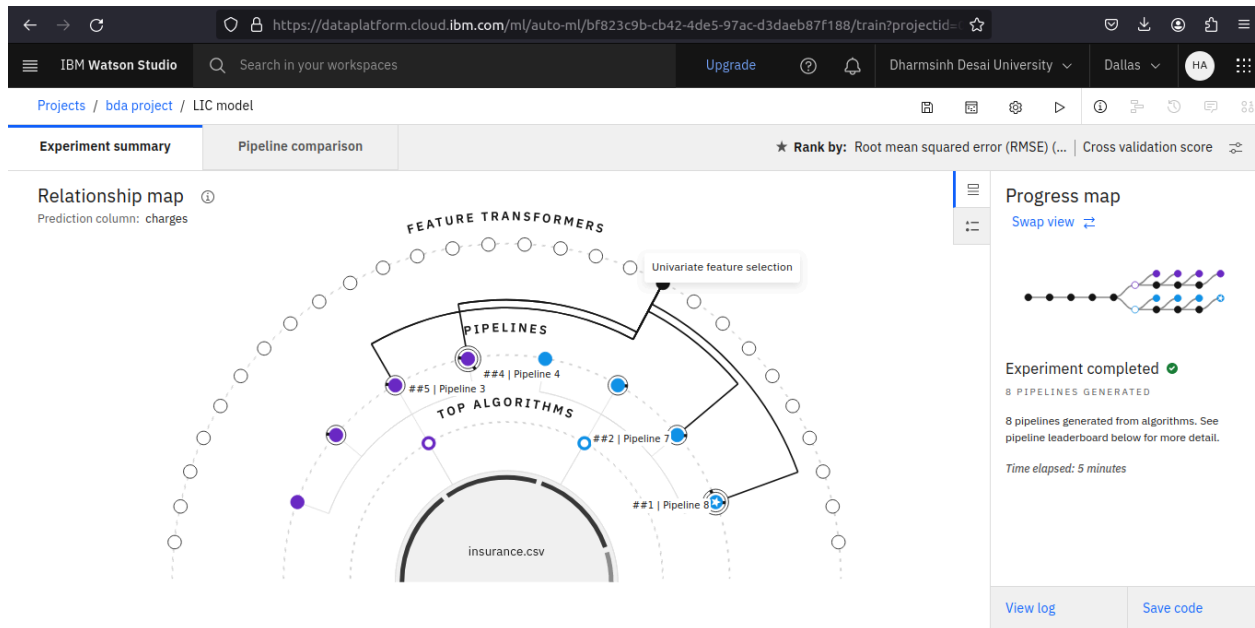 https://dataplatform.cloud.ibm.com/ml/auto-ml/bf823c9b-cb42-4de5-97ac-d3daeb87f188/train?projectid=
IBM Watson Studio
Search in your workspaces
Upgrade
Dharmsinh Desai University
Dallas
HA
Projects / bda project / LIC model
Experiment summary
Pipeline comparison
★ Rank by: Root mean squared error (RMSE) (... | Cross validation score
Relationship map
Prediction column: charges
FEATURE TRANSFORMERS
Univariate feature selection
PIPELINES
##4 | Pipeline 4
##5 | Pipeline 3
TOP ALGORITHMS
##2 | Pipeline 7
##1 | Pipeline 8
insurance.csv
Progress map
Swap view
Experiment completed
8 PIPELINES GENERATED
8 pipelines generated from algorithms. See
pipeline leaderboard below for more detail.
Time elapsed: 5 minutes
View log
Save code